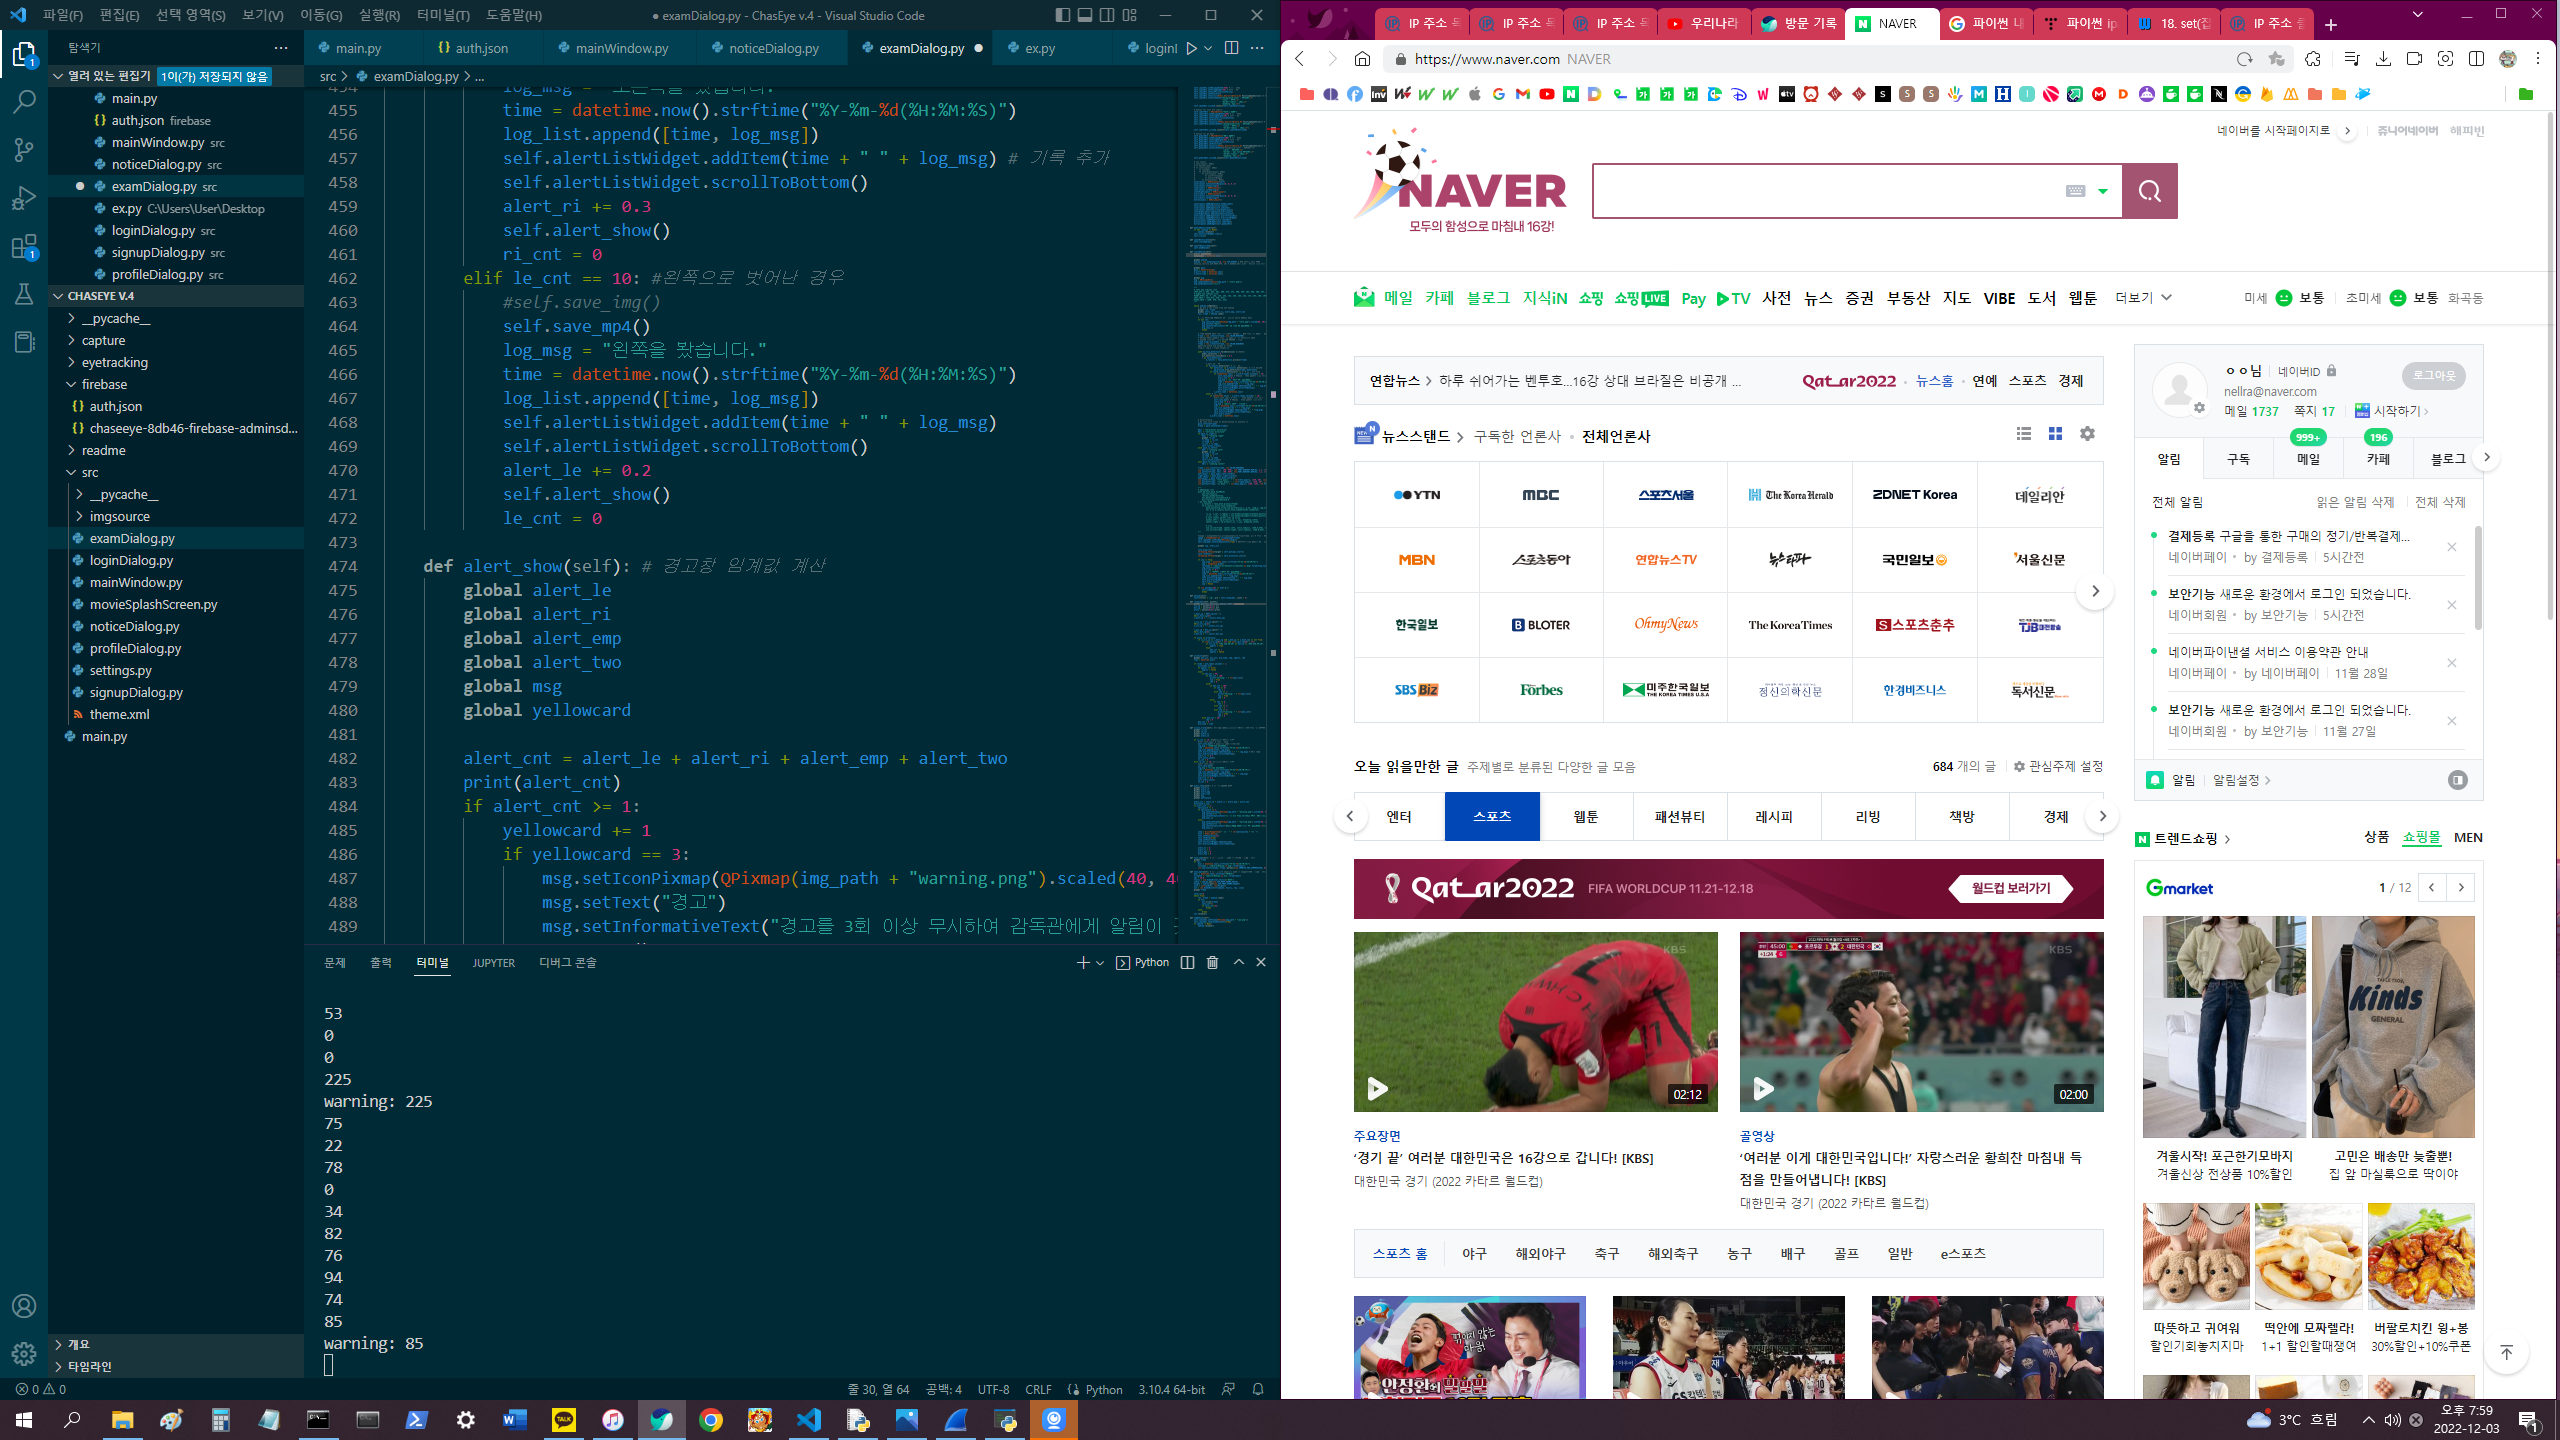 파일(F) 편집(E) 선택 영역(S) 보기(V) 이동(G) 실행(R) 터미널(T) 도움말(H)
● examDialog.py - ChasEye v.4 - Visual Studio Code
탐색기
열려 있는 편집기 1이(가) 저장되지 않음
main.py
auth.json firebase
mainWindow.py src
noticeDialog.py src
examDialog.py src
ex.py C:\Users\User\Desktop
loginDialog.py src
signupDialog.py src
profileDialog.py src
CHASEYE V.4
__pycache__
capture
eyetracking
firebase
auth.json
chaseeye-8db46-firebase-adminsd...
readme
src
__pycache__
imgsource
examDialog.py
loginDialog.py
mainWindow.py
movieSplashScreen.py
noticeDialog.py
profileDialog.py
settings.py
signupDialog.py
theme.xml
main.py
개요
타임라인
main.py auth.json mainWindow.py noticeDialog.py examDialog.py ex.py loginI
src > examDialog.py > ...
455 time = datetime.now().strftime("%Y-%m-%d(%H:%M:%S)")
456 log_list.append([time, log_msg])
457 self.alertListWidget.addItem(time + " " + log_msg) # 기록 추가
458 self.alertListWidget.scrollToBottom()
459 alert_ri += 0.3
460 self.alert_show()
461 ri_cnt = 0
462 elif le_cnt == 10: #왼쪽으로 벗어난 경우
463 #self.save_img()
464 self.save_mp4()
465 log_msg = "왼쪽을 봤습니다."
466 time = datetime.now().strftime("%Y-%m-%d(%H:%M:%S)")
467 log_list.append([time, log_msg])
468 self.alertListWidget.addItem(time + " " + log_msg)
469 self.alertListWidget.scrollToBottom()
470 alert_le += 0.2
471 self.alert_show()
472 le_cnt = 0
473
474 def alert_show(self): # 경고창 임계값 계산
475 global alert_le
476 global alert_ri
477 global alert_emp
478 global alert_two
479 global msg
480 global yellowcard
481
482 alert_cnt = alert_le + alert_ri + alert_emp + alert_two
483 print(alert_cnt)
484 if alert_cnt >= 1:
485 yellowcard += 1
486 if yellowcard == 3:
487 msg.setIconPixmap(QPixmap(img_path + "warning.png").scaled(40, 40
488 msg.setText("경고")
489 msg.setInformativeText("경고를 3회 이상 무시하여 감독관에게 알림이
문제 출력 터미널 JUPYTER 디버그 콘솔
Python
53
0
0
225
warning: 225
75
22
78
0
34
82
76
94
74
85
warning: 85
0 0
줄 30, 열 64 공백: 4 UTF-8 CRLF Python 3.10.4 64-bit
IP 주소 IP 주소 IP 주소 우리나라 방문 기록 NAVER 파이썬 파이썬 ip 18. set(집 IP 주소
https://www.naver.com NAVER
네이버를 시작페이지로 쥬니어네이버 해피빈
NAVER
모두의 함성으로 마침내 16강!
메일 카페 블로그 지식iN 쇼핑 쇼핑LIVE Pay TV 사전 뉴스 증권 부동산 지도 VIBE 도서 웹툰 더보기
미세 보통 초미세 보통 화곡동
연합뉴스 > 하루 쉬어가는 벤투호...16강 상대 브라질은 비공개 ...
Qatar2022 뉴스홈 연예 스포츠 경제
뉴스스탠드 > 구독한 언론사 전체언론사
YTN MBC 스포츠서울 The Korea Herald ZDNET Korea 데일리안
MBN 스포츠동아 연합뉴스TV 뉴스타파 국민일보 서울신문
한국일보 BLOTER OhmyNews The Korea Times 스포츠춘추 TJB대전방송
SBS Biz Forbes 미주한국일보 THE KOREA TIMES U.S.A 정신의학신문 한경비즈니스 독서신문
오늘 읽을만한 글 주제별로 분류된 다양한 글 모음
684 개의 글 관심주제 설정
엔터 스포츠 웹툰 패션뷰티 레시피 리빙 책방 경제
Qatar2022 FIFA WORLDCUP 11.21-12.18 월드컵 보러가기
KBS
02:12
KBS
02:00
주요장면
‘경기 끝’ 여러분 대한민국은 16강으로 갑니다! [KBS]
대한민국 경기 (2022 카타르 월드컵)
골영상
‘여러분 이게 대한민국입니다!’ 자랑스러운 황희찬 마침내 득
점을 만들어냅니다! [KBS]
대한민국 경기 (2022 카타르 월드컵)
스포츠 홈 야구 해외야구 축구 해외축구 농구 배구 골프 일반 e스포츠
안정환의
ㅇㅇ님 네이버ID 로그아웃
nellra@naver.com
메일 1737 쪽지 17 시작하기
999+ 196
알림 구독 메일 카페 블로그
전체 알림 읽은 알림 삭제 전체 삭제
결제등록 구글을 통한 구매의 정기/반복결제...
네이버페이 by 결제등록 5시간전
보안기능 새로운 환경에서 로그인 되었습니다.
네이버회원 by 보안기능 5시간전
네이버파이낸셜 서비스 이용약관 안내
네이버페이 by 네이버페이 11월 28일
보안기능 새로운 환경에서 로그인 되었습니다.
네이버회원 by 보안기능 11월 27일
알림 알림설정
트렌드쇼핑 상품 쇼핑몰 MEN
Gmarket 1 / 12
Kinds
GENERAL
겨울시작! 포근한기모바지
겨울신상 전상품 10%할인
고민은 배송만 늦출뿐!
집 앞 마실룩으로 딱이야
따뜻하고 귀여워
할인기회놓치지마
떡안에 모짜렐라!
1+1 할인할때쟁여
버팔로치킨 윙+봉
30%할인+10%쿠폰
3°C 흐림
오후 7:59
2022-12-03